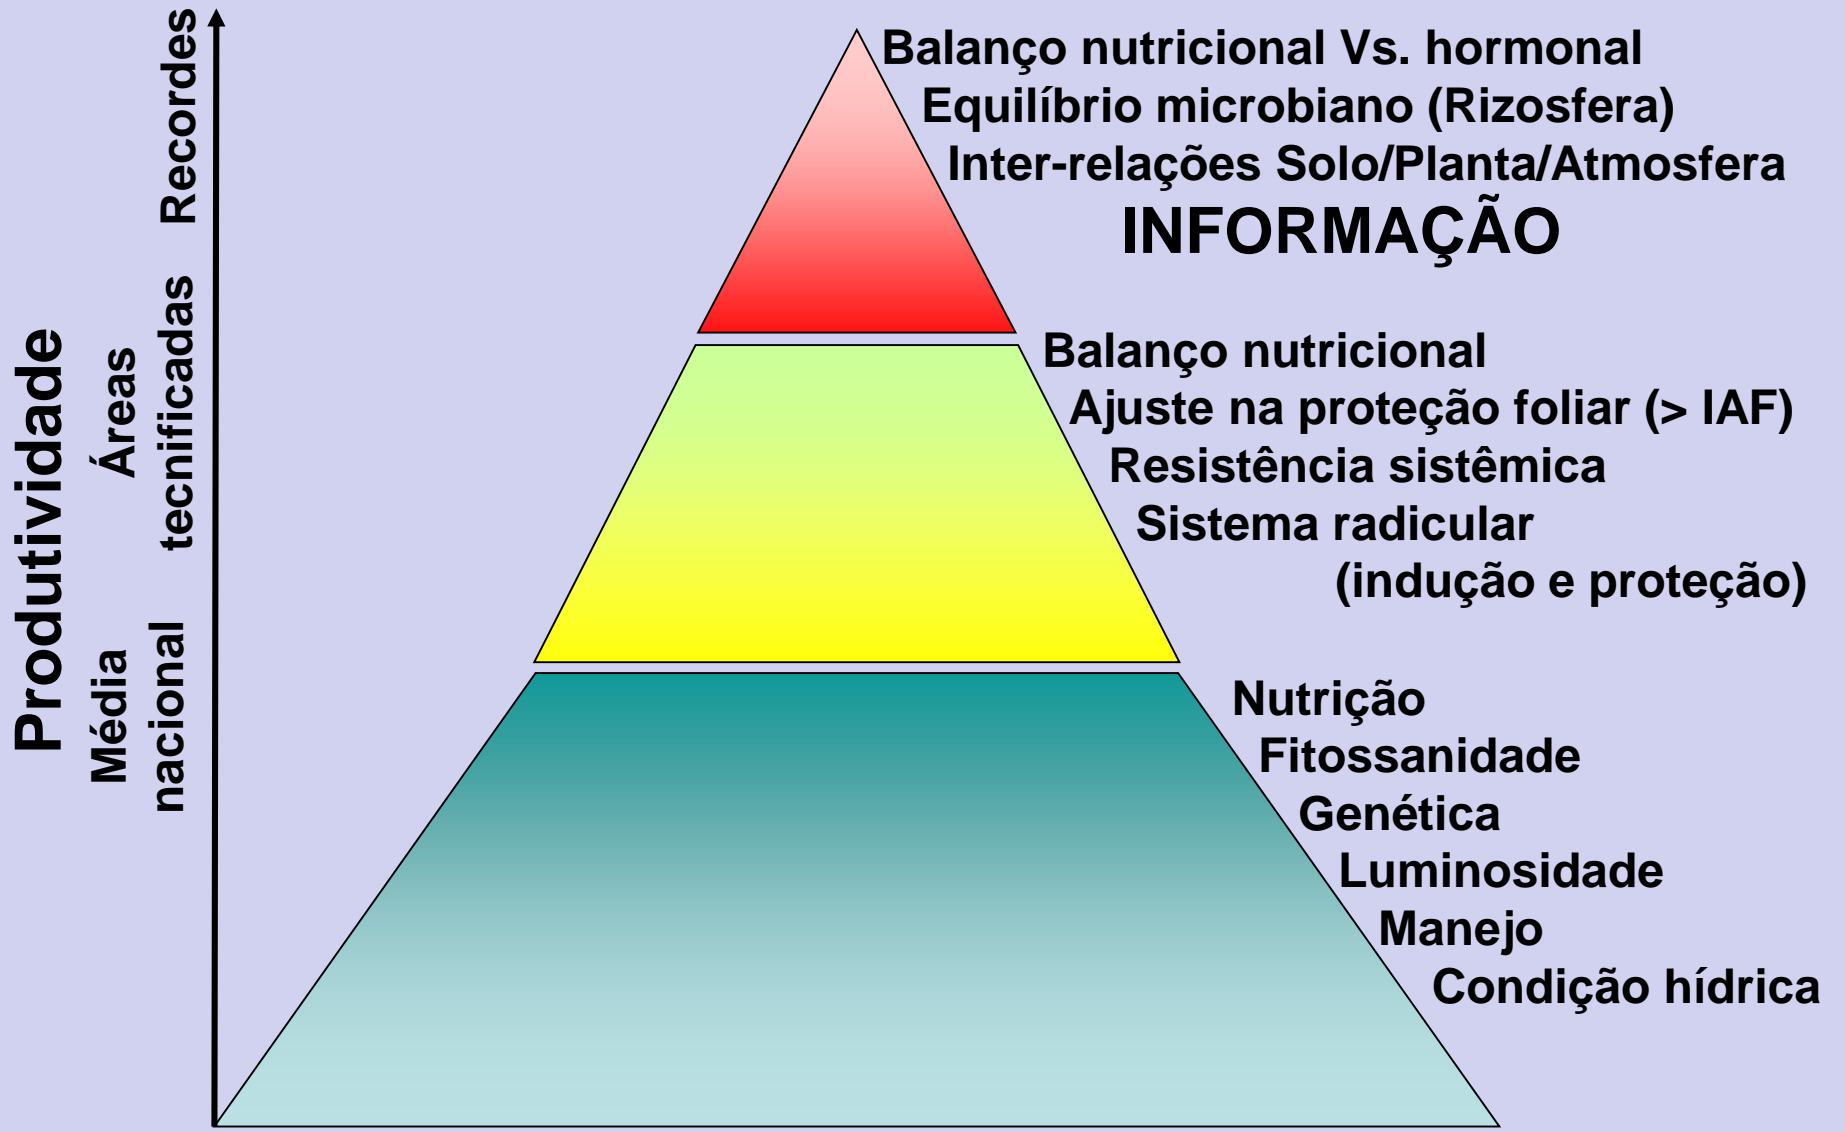 Produtividade
Recordes
Áreas
tecnificadas
Média
nacional
Balanço nutricional Vs. hormonal
Equilíbrio microbiano (Rizosfera)
Inter-relações Solo/Planta/Atmosfera
INFORMAÇÃO
Balanço nutricional
Ajuste na proteção foliar (> IAF)
Resistência sistêmica
Sistema radicular
(indução e proteção)
Nutrição
Fitossanidade
Genética
Luminosidade
Manejo
Condição hídrica